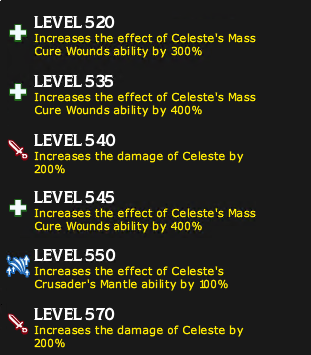 LEVEL 520
Increases the effect of Celeste's Mass
Cure Wounds ability by 300%
LEVEL 535
Increases the effect of Celeste's Mass
Cure Wounds ability by 400%
LEVEL 540
Increases the damage of Celeste by
200%
LEVEL 545
Increases the effect of Celeste's Mass
Cure Wounds ability by 400%
LEVEL 550
Increases the effect of Celeste's
Crusader's Mantle ability by 100%
LEVEL 570
Increases the damage of Celeste by
200%